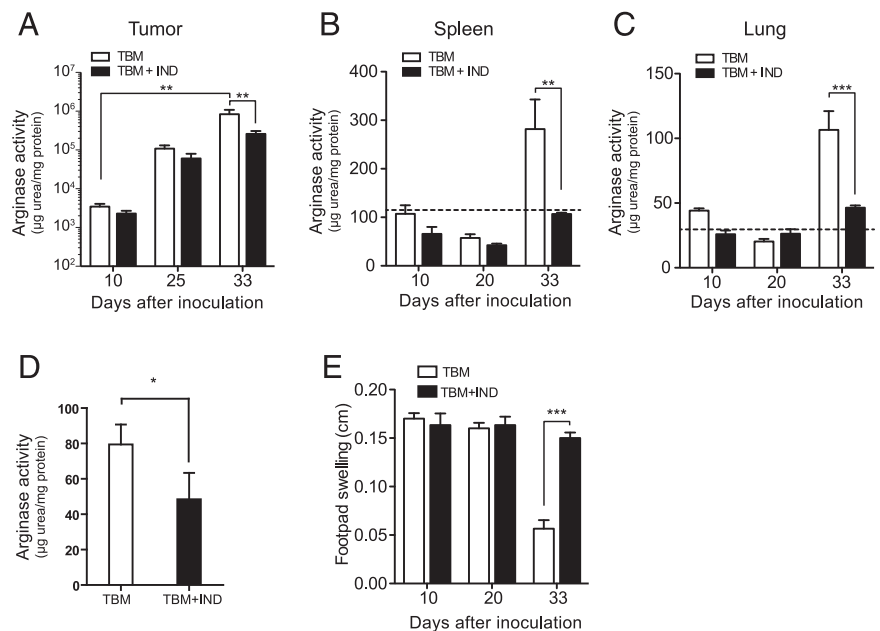 A
Tumor
TBM
TBM + IND
Arginase activity
(µg urea/mg protein)
10⁷
10⁶
10⁵
10⁴
10³
10²
**
**
10 25 33
Days after inoculation
B
Spleen
TBM
TBM + IND
Arginase activity
(µg urea/mg protein)
400
300
200
100
0
**
10 20 33
Days after inoculation
C
Lung
TBM
TBM + IND
Arginase activity
(µg urea/mg protein)
150
100
50
0
***
10 20 33
Days after inoculation
D
Arginase activity
(µg urea/mg protein)
100
80
60
40
20
0
*
TBM TBM+IND
E
TBM
TBM+IND
Footpad swelling (cm)
0.20
0.15
0.10
0.05
0.00
***
10 20 33
Days after inoculation